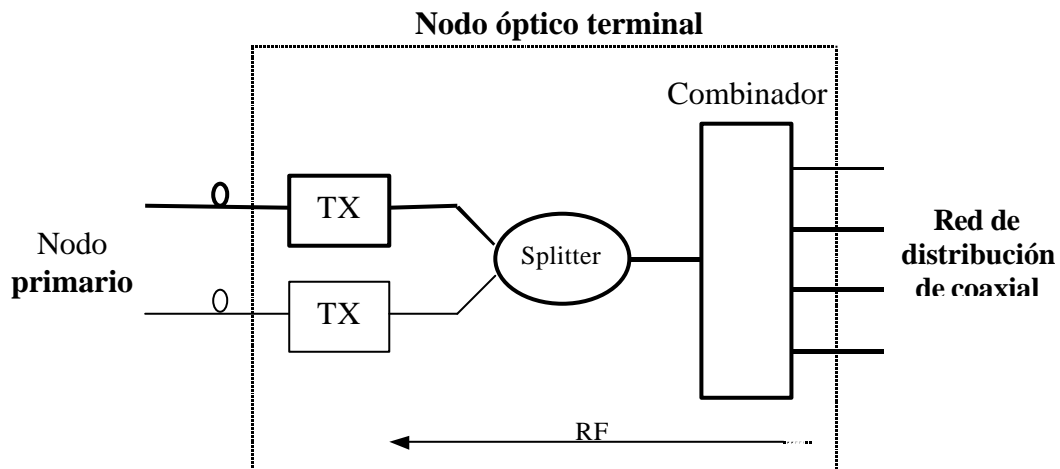 Nodo óptico terminal
Combinador
TX
Splitter
TX
Nodo
primario
Red de
distribución
de coaxial
RF